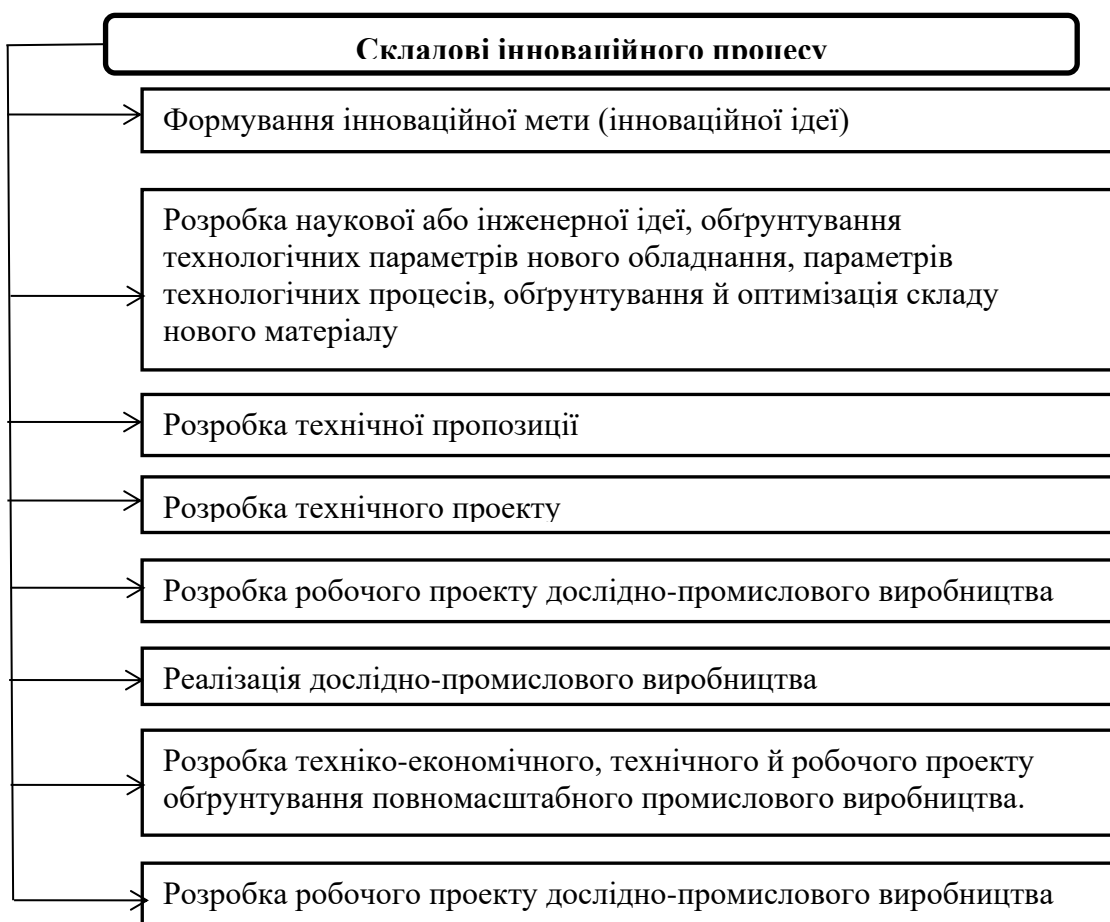 Складові інноваційного процесу
Формування інноваційної мети (інноваційної ідеї)
Розробка наукової або інженерної ідеї, обґрунтування
технологічних параметрів нового обладнання, параметрів
технологічних процесів, обґрунтування й оптимізація складу
нового матеріалу
Розробка технічної пропозиції
Розробка технічного проекту
Розробка робочого проекту дослідно-промислового виробництва
Реалізація дослідно-промислового виробництва
Розробка техніко-економічного, технічного й робочого проекту
обґрунтування повномасштабного промислового виробництва.
Розробка робочого проекту дослідно-промислового виробництва